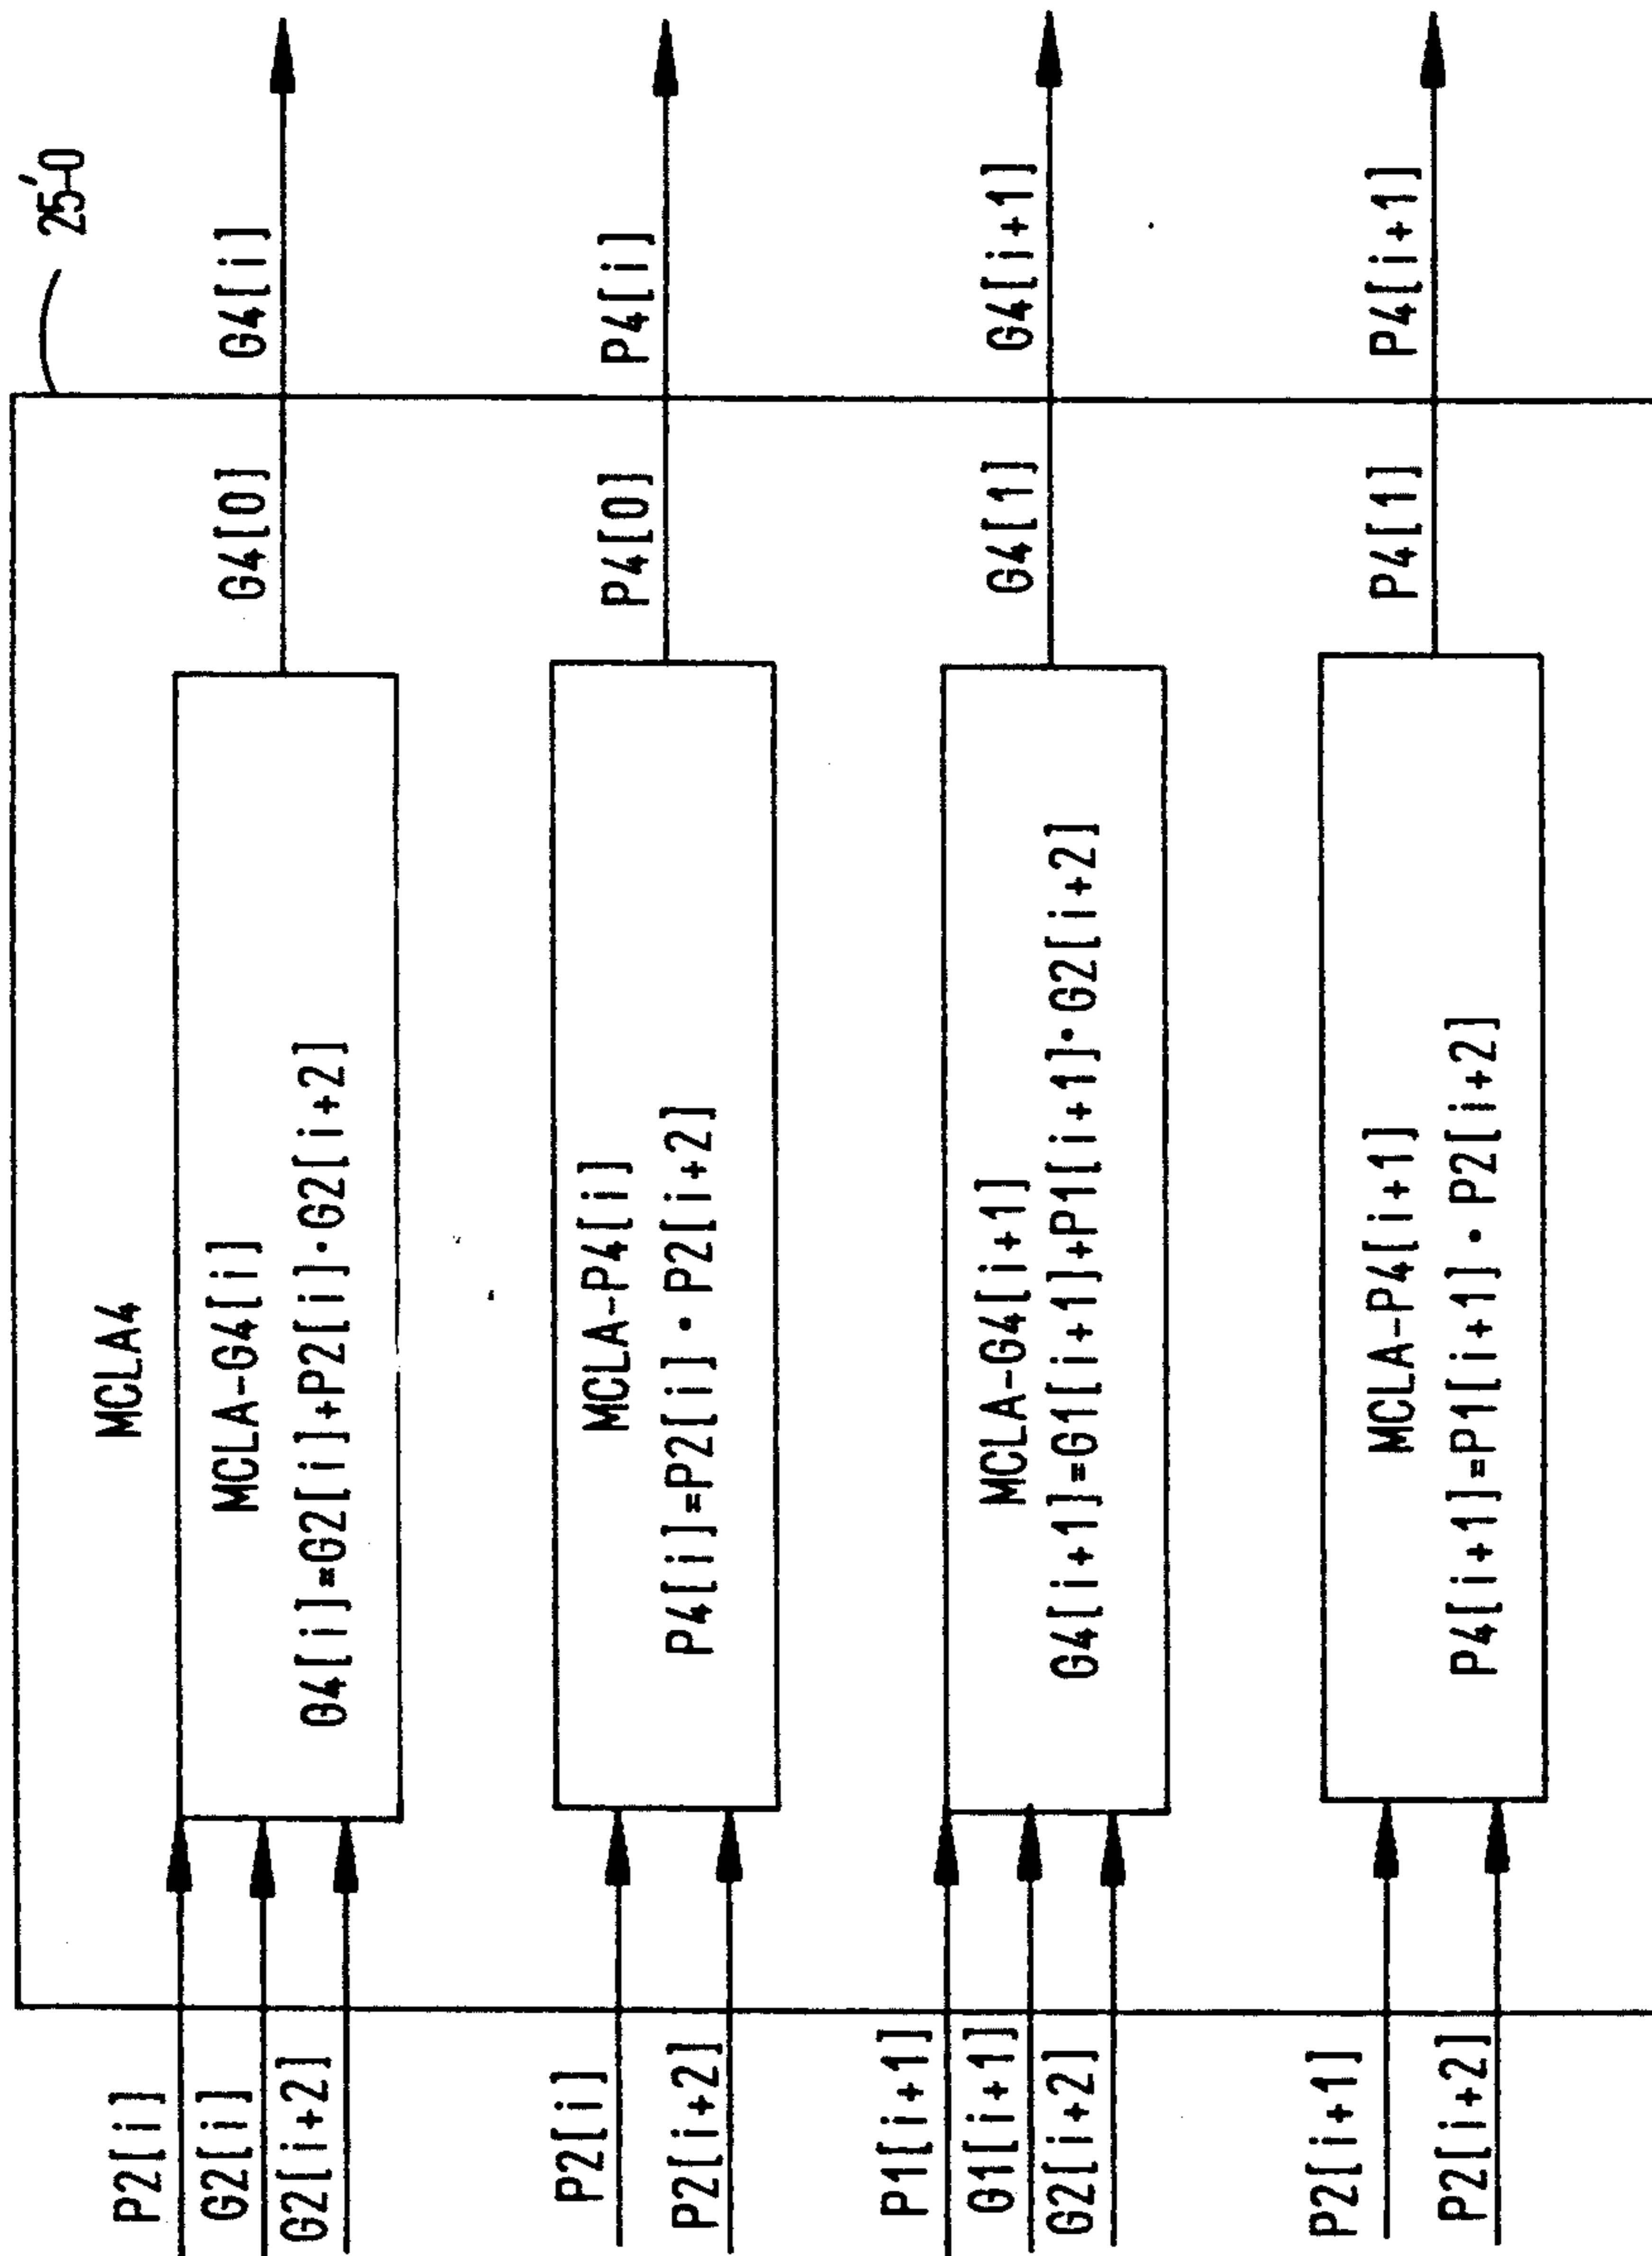 25'-0
MCLA4
P2[i]
G2[i]
G2[i+2]
MCLA-G4[i]
G4[i]=G2[i]+P2[i]·G2[i+2]
G4[0]
G4[i]
P2[i]
P2[i+2]
MCLA-P4[i]
P4[i]=P2[i]·P2[i+2]
P4[0]
P4[i]
P1[i+1]
G1[i+1]
G2[i+2]
MCLA-G4[i+1]
G4[i+1]=G1[i+1]+P1[i+1]·G2[i+2]
G4[1]
G4[i+1]
P2[i+1]
P2[i+2]
MCLA-P4[i+1]
P4[i+1]=P1[i+1]·P2[i+2]
P4[1]
P4[i+1]